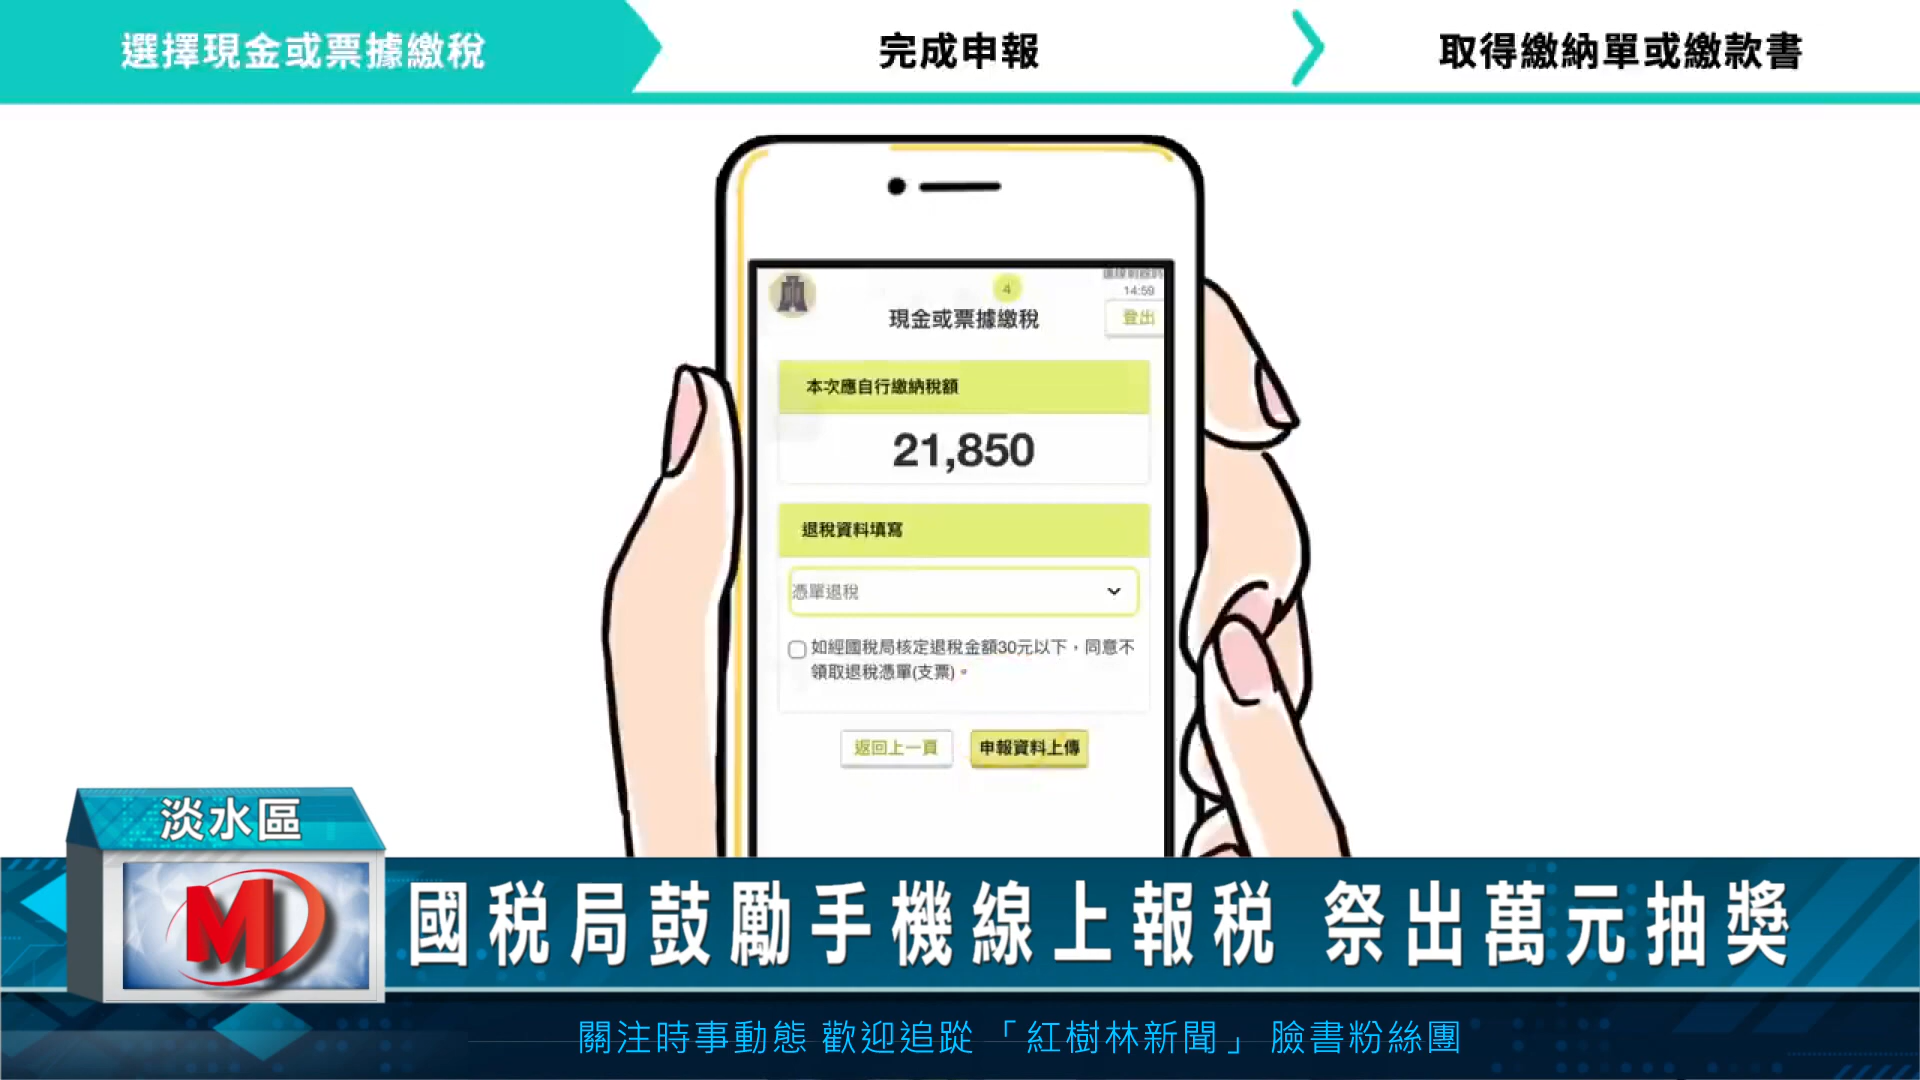 選擇現金或票據繳稅
完成申報
取得繳納單或繳款書
4
14:59
現金或票據繳稅
登出
本次應自行繳納稅額
21,850
退稅資料填寫
憑單退稅
如經國稅局核定退稅金額30元以下，同意不
領取退稅憑單(支票)。
返回上一頁
申報資料上傳
淡水區
M
國稅局鼓勵手機線上報稅 祭出萬元抽獎
關注時事動態 歡迎追蹤「紅樹林新聞」臉書粉絲團